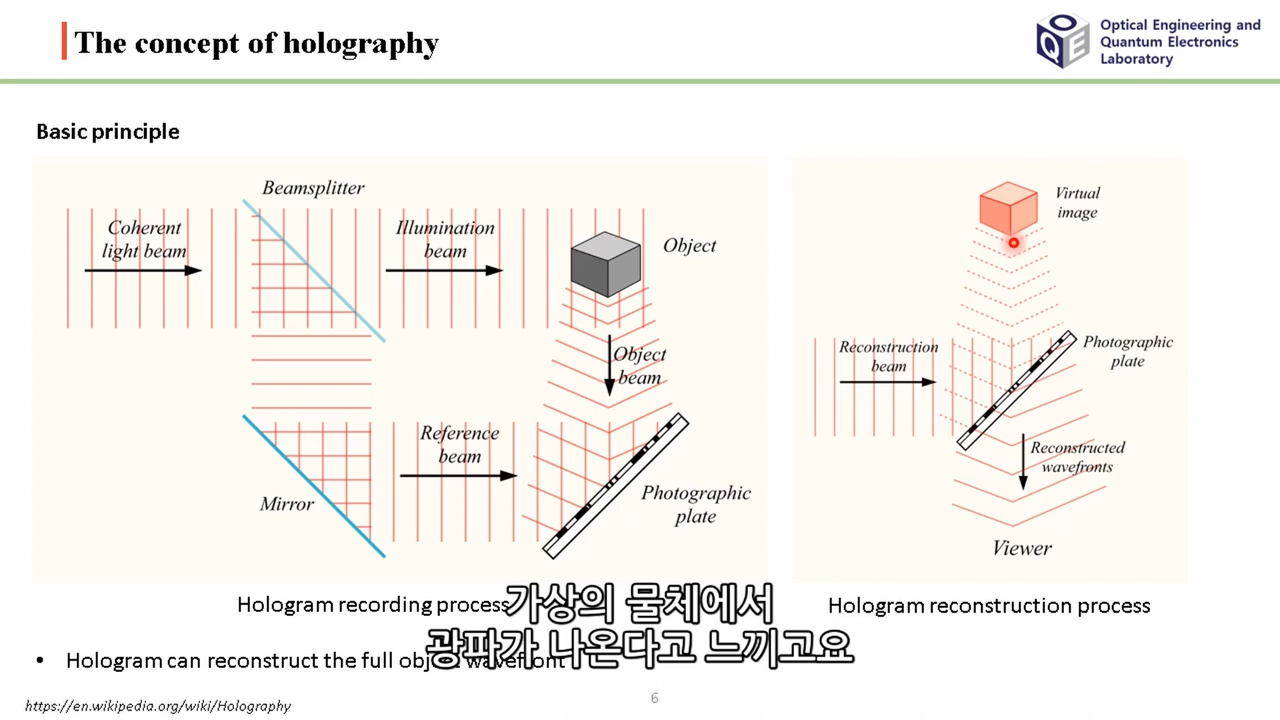 The concept of holography
Optical Engineering and
Quantum Electronics
Laboratory
OQE
Basic principle
Beamsplitter
Coherent
light beam
Illumination
beam
Object
Object
beam
Reference
beam
Mirror
Photographic
plate
Virtual
image
Reconstruction
beam
Photographic
plate
Reconstructed
wavefronts
Viewer
Hologram recording process
Hologram reconstruction process
가상의 물체에서
광파가 나온다고 느끼고요
• Hologram can reconstruct the full object wavefront
https://en.wikipedia.org/wiki/Holography
6